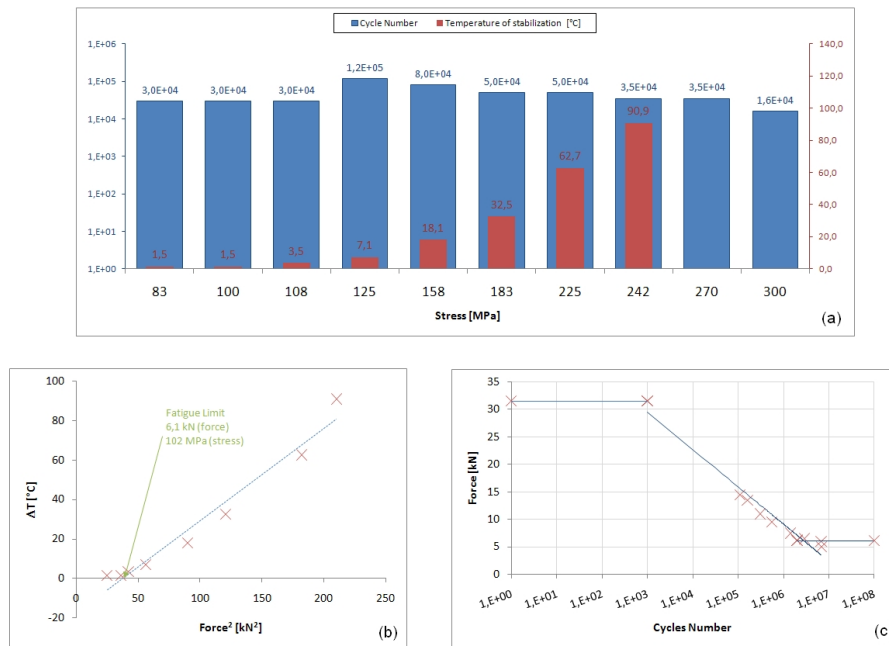 Cycle Number Temperature of stabilization [°C]
1,E+06
1,E+05
1,E+04
1,E+03
1,E+02
1,E+01
1,E+00
3,0E+04 3,0E+04 3,0E+04 1,2E+05 8,0E+04 5,0E+04 5,0E+04 3,5E+04 3,5E+04 1,6E+04
1,5 1,5 3,5 7,1 18,1 32,5 62,7 90,9
140,0
120,0
100,0
80,0
60,0
40,0
20,0
0,0
83 100 108 125 158 183 225 242 270 300
Stress [MPa]
(a)
100
80
60
40
20
0
-20
ΔT [°C]
Fatigue Limit
6,1 kN (force)
102 MPa (stress)
0 50 100 150 200 250
Force² [kN²]
(b)
35
30
25
20
15
10
5
0
Force [kN]
1,E+00 1,E+01 1,E+02 1,E+03 1,E+04 1,E+05 1,E+06 1,E+07 1,E+08
Cycles Number
(c